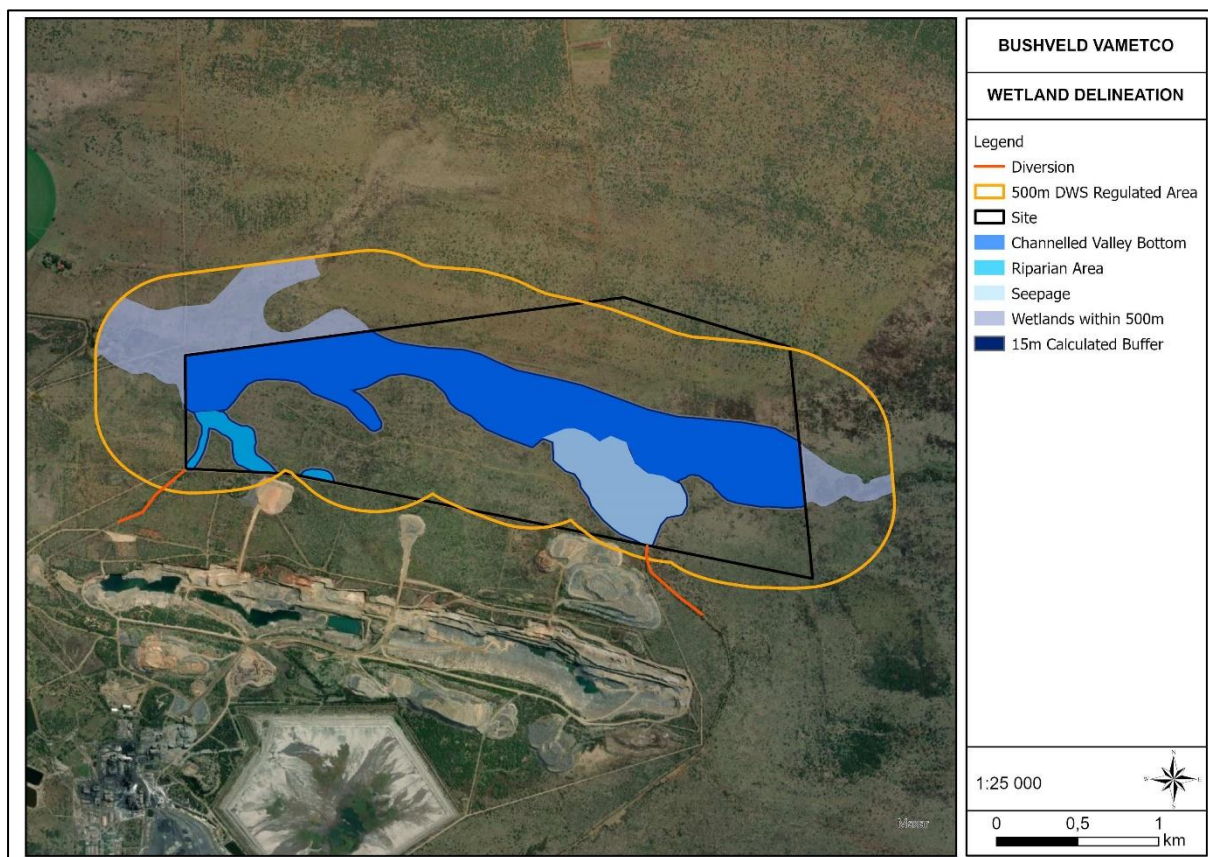 BUSHVELD VAMETCO
WETLAND DELINEATION
Legend
Diversion
500m DWS Regulated Area
Site
Channelled Valley Bottom
Riparian Area
Seepage
Wetlands within 500m
15m Calculated Buffer
1:25 000
N
0 0,5 1
km
Maxar